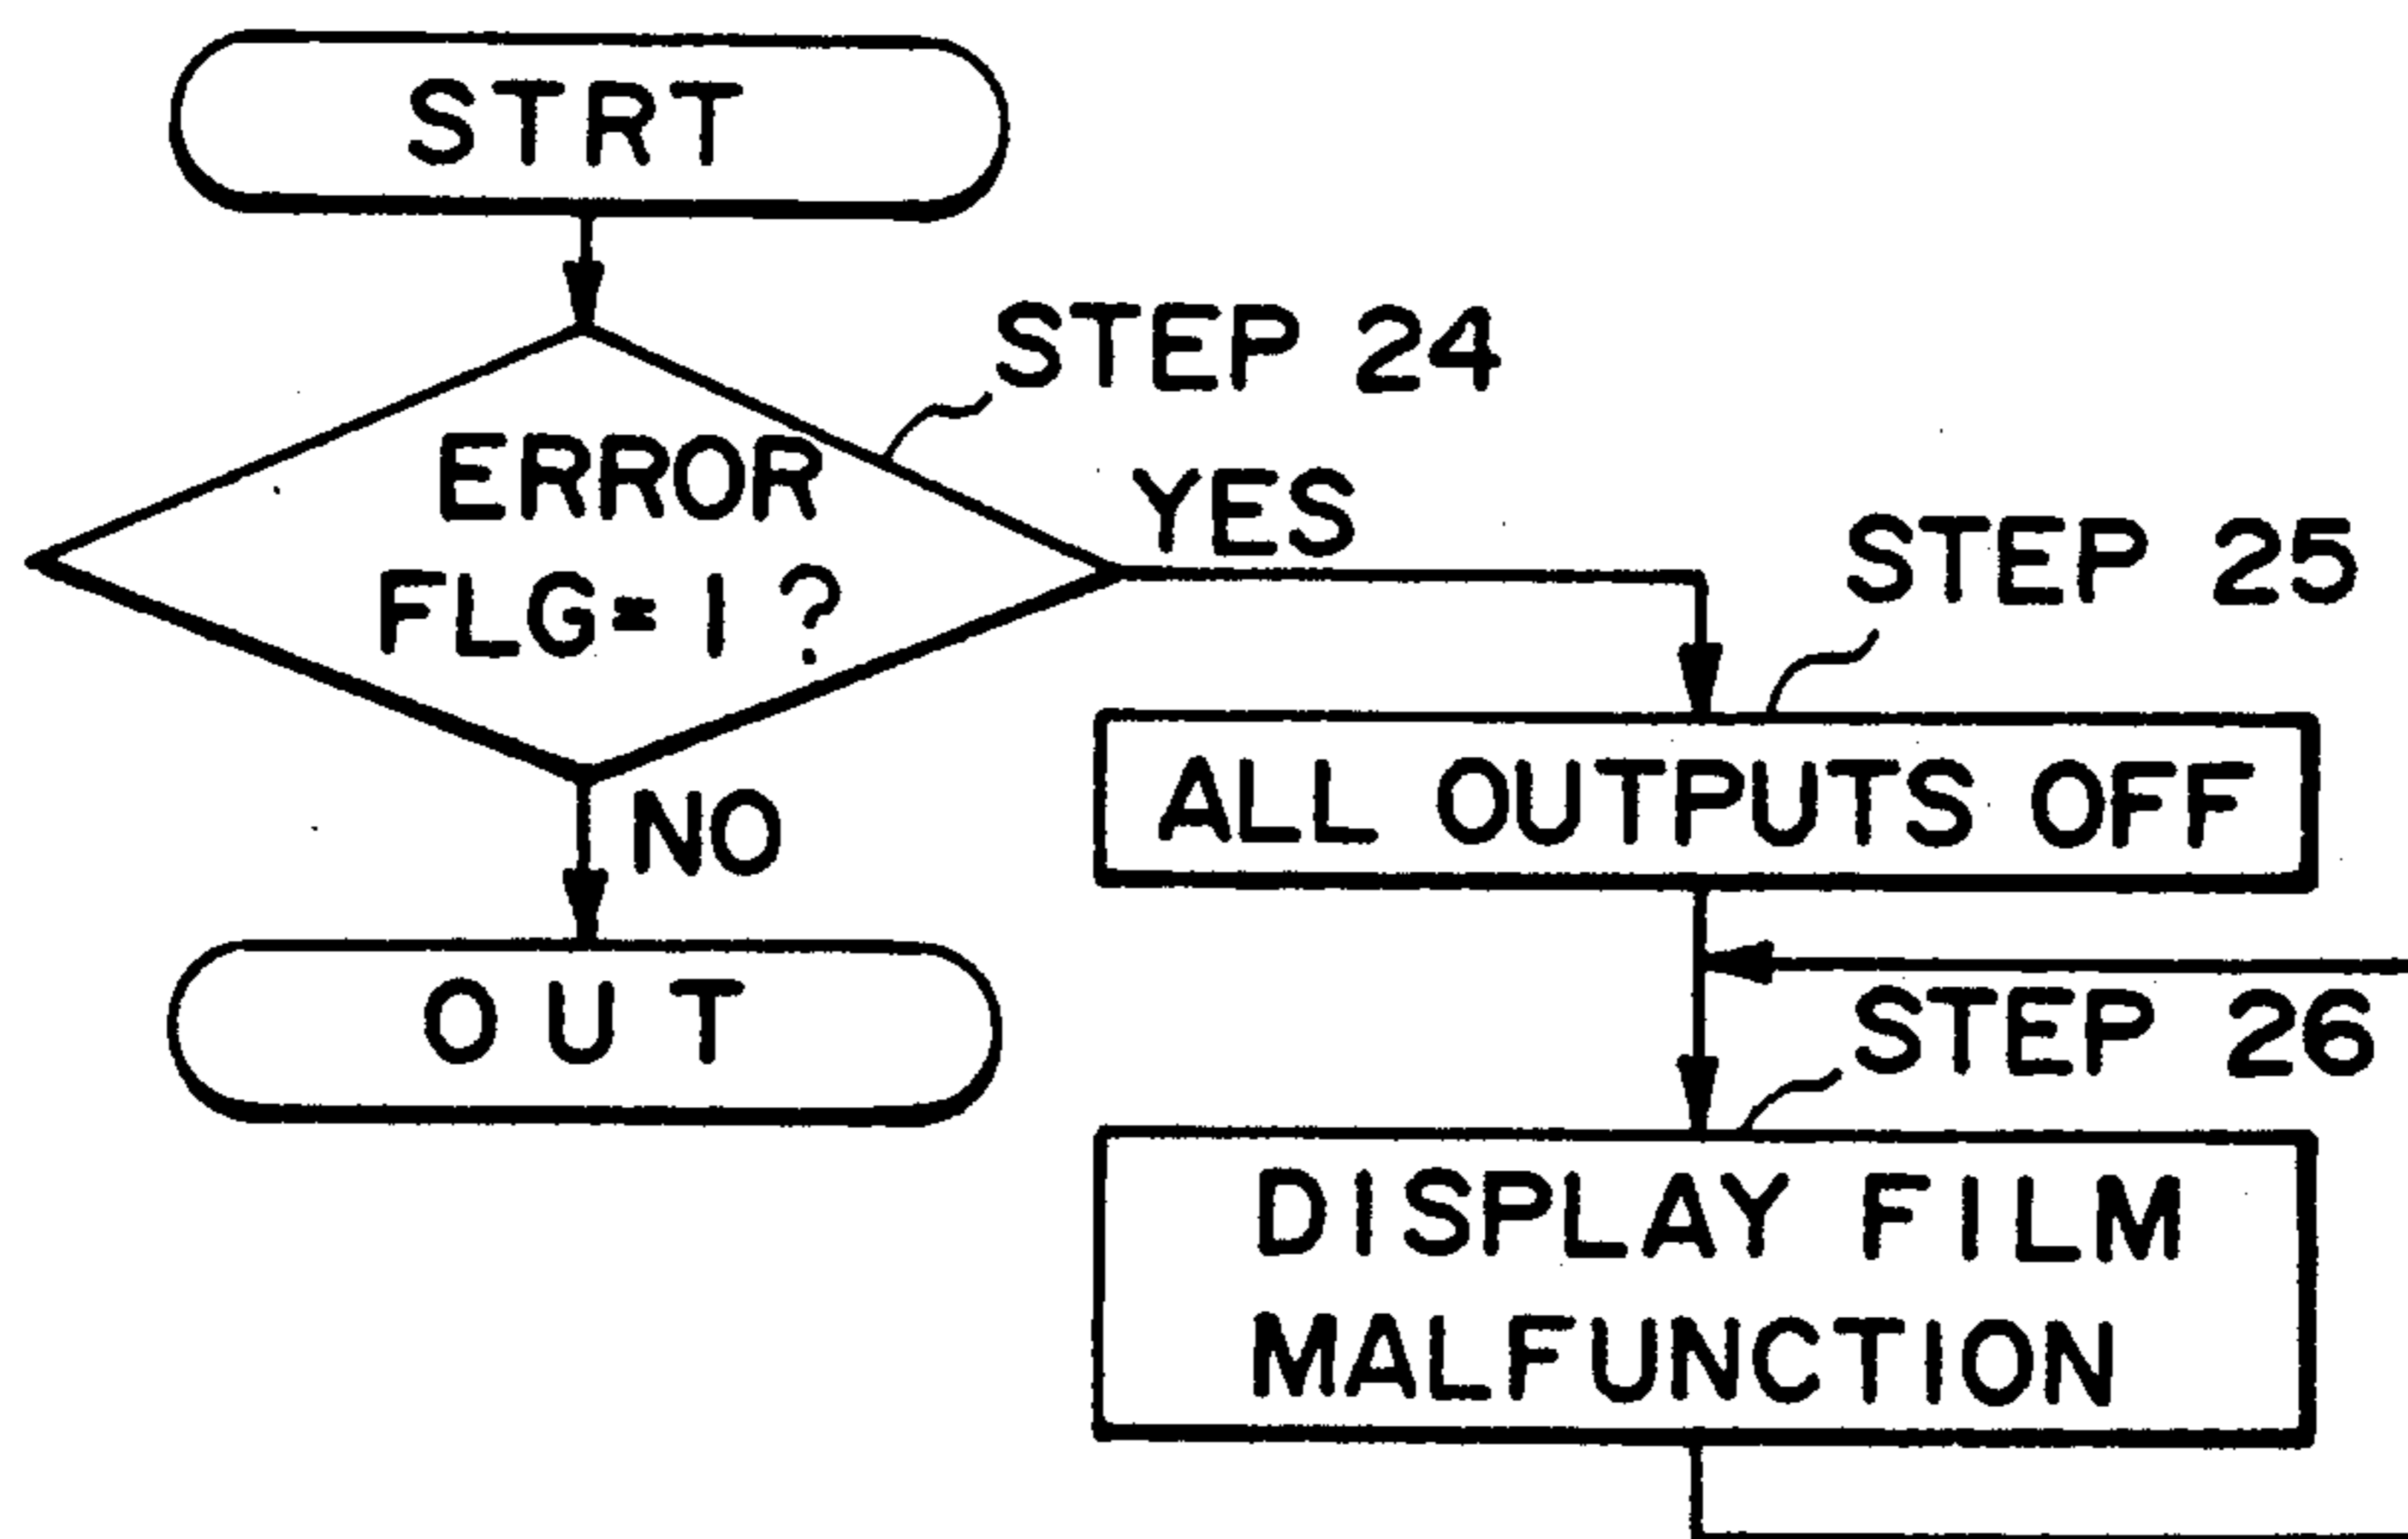 STRT
STEP 24
ERROR
FLG=1?
YES
STEP 25
ALL OUTPUTS OFF
NO
OUT
STEP 26
DISPLAY FILM
MALFUNCTION